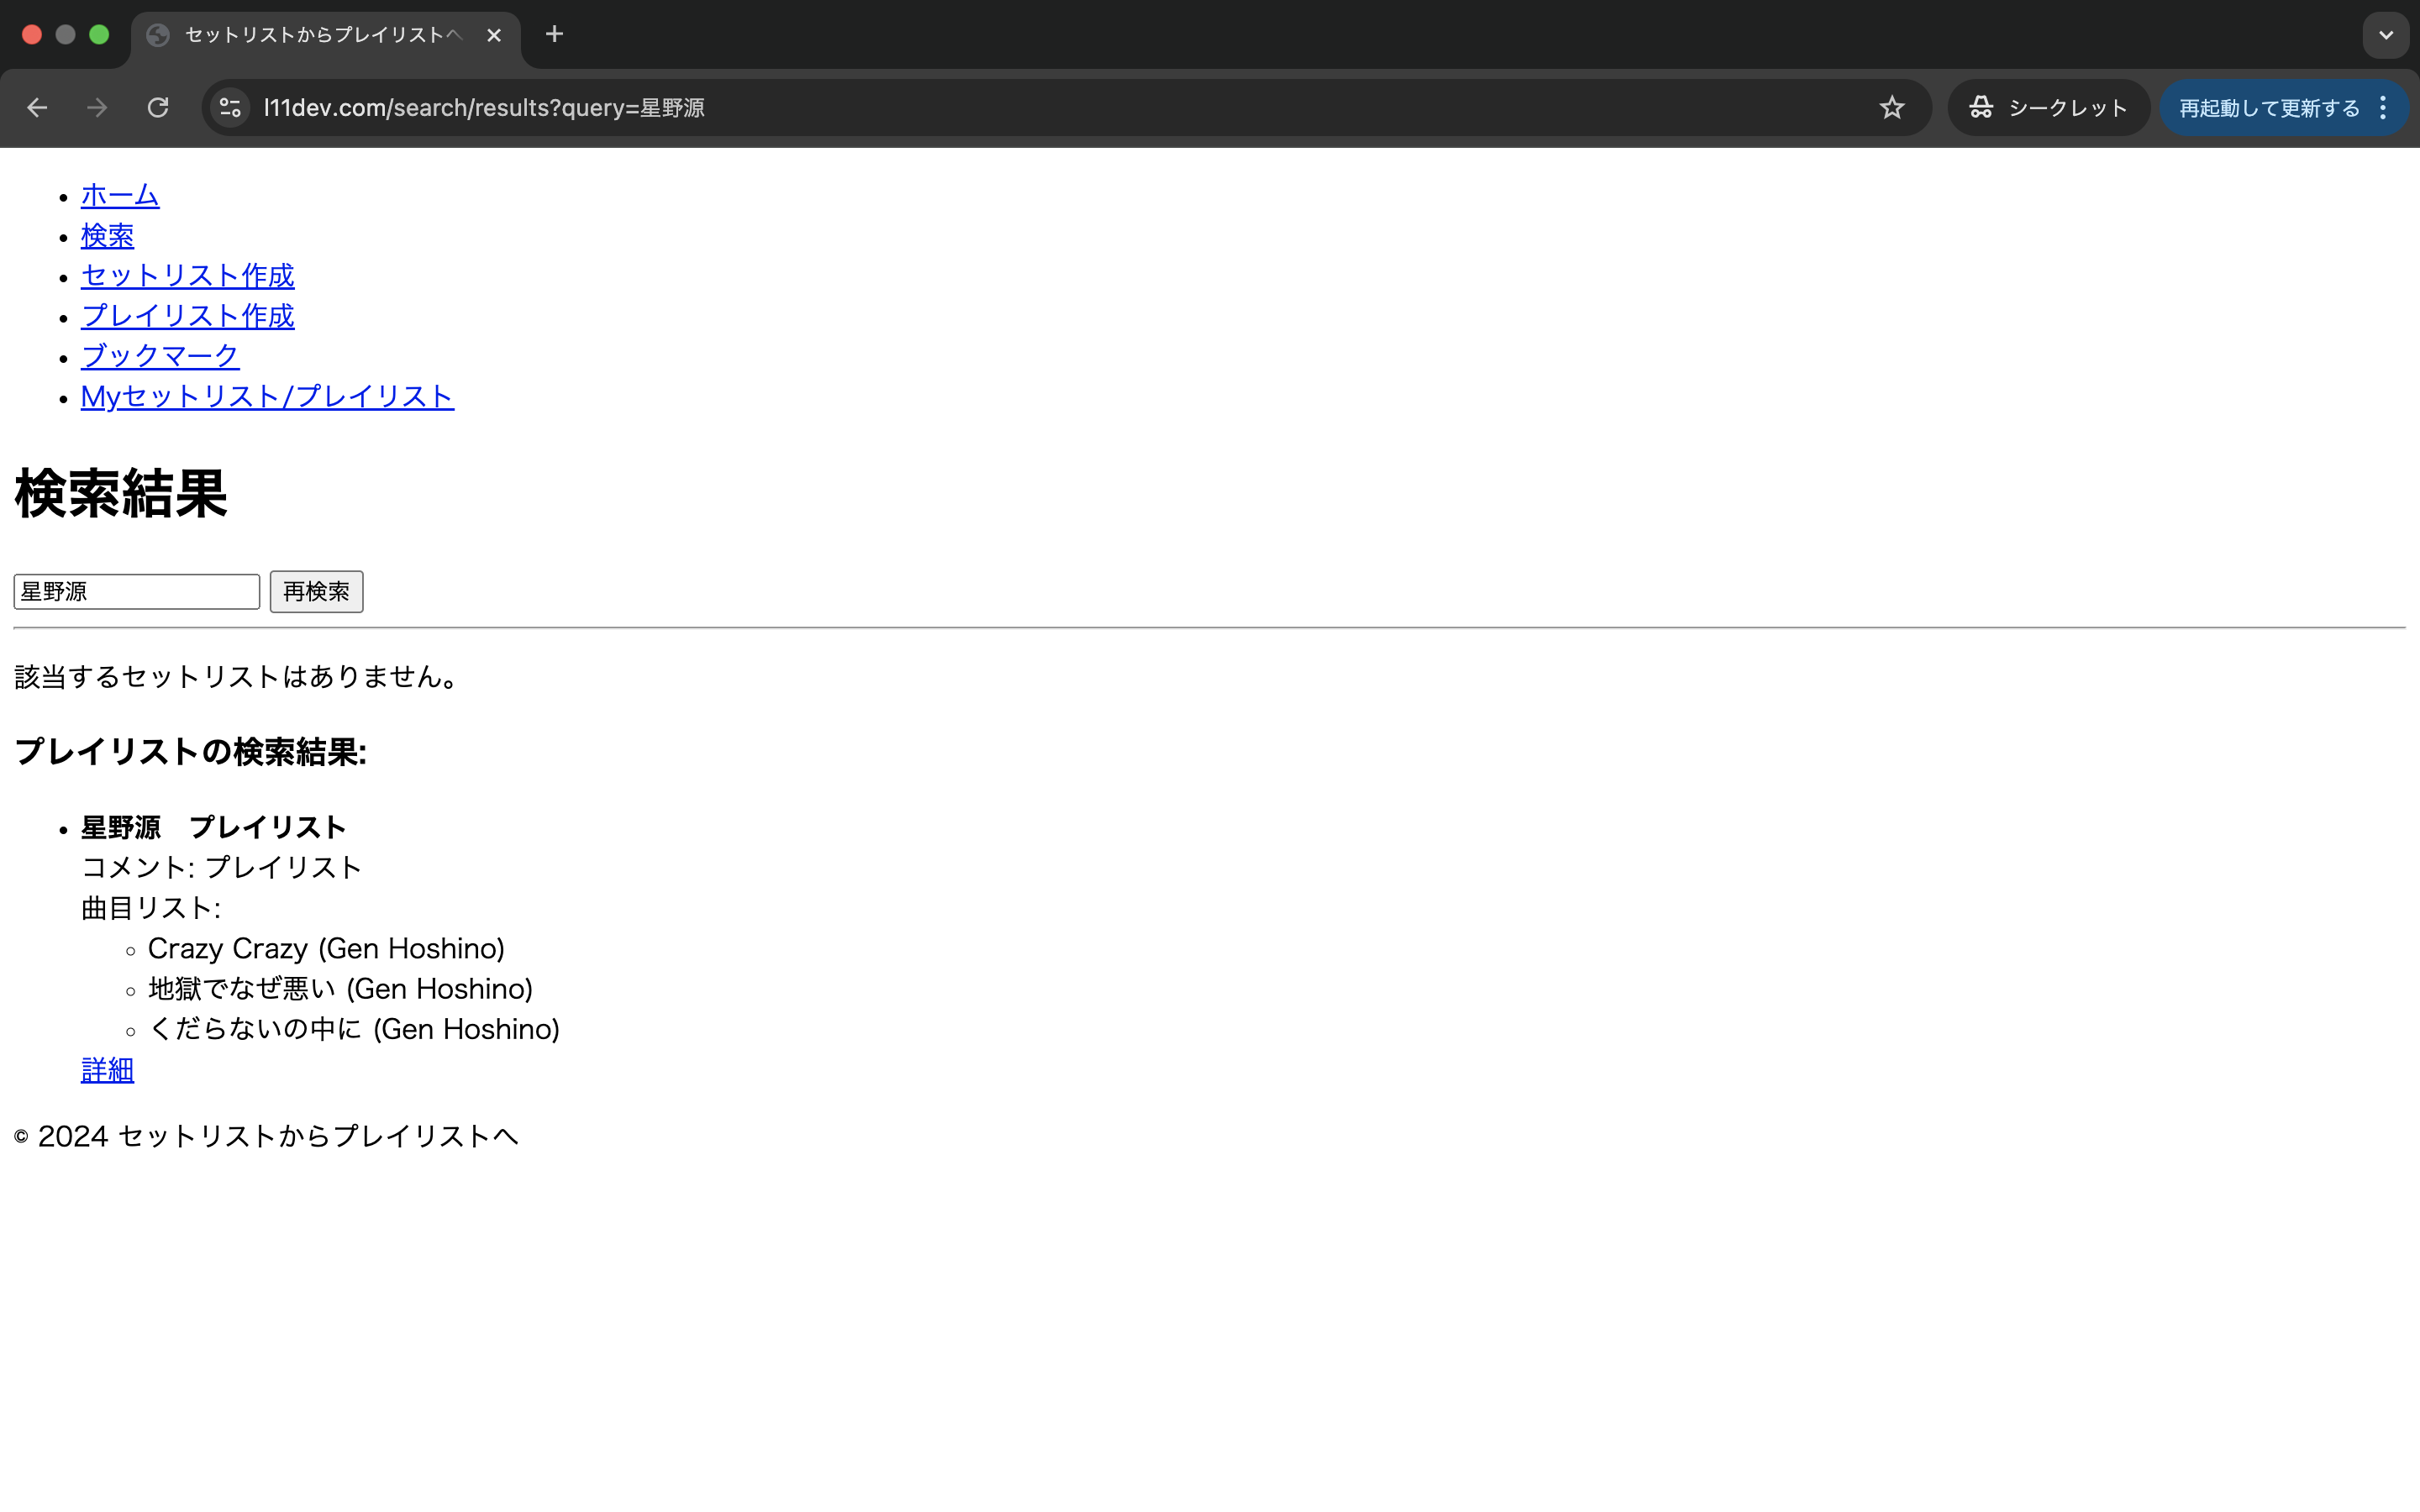 セットリストからプレイリストへ
l11dev.com/search/results?query=星野源
シークレット
再起動して更新する
ホーム
検索
セットリスト作成
プレイリスト作成
ブックマーク
Myセットリスト/プレイリスト
検索結果
星野源 再検索
該当するセットリストはありません。
プレイリストの検索結果:
星野源　プレイリスト
コメント: プレイリスト
曲目リスト:
Crazy Crazy (Gen Hoshino)
地獄でなぜ悪い (Gen Hoshino)
くだらないの中に (Gen Hoshino)
詳細
© 2024 セットリストからプレイリストへ